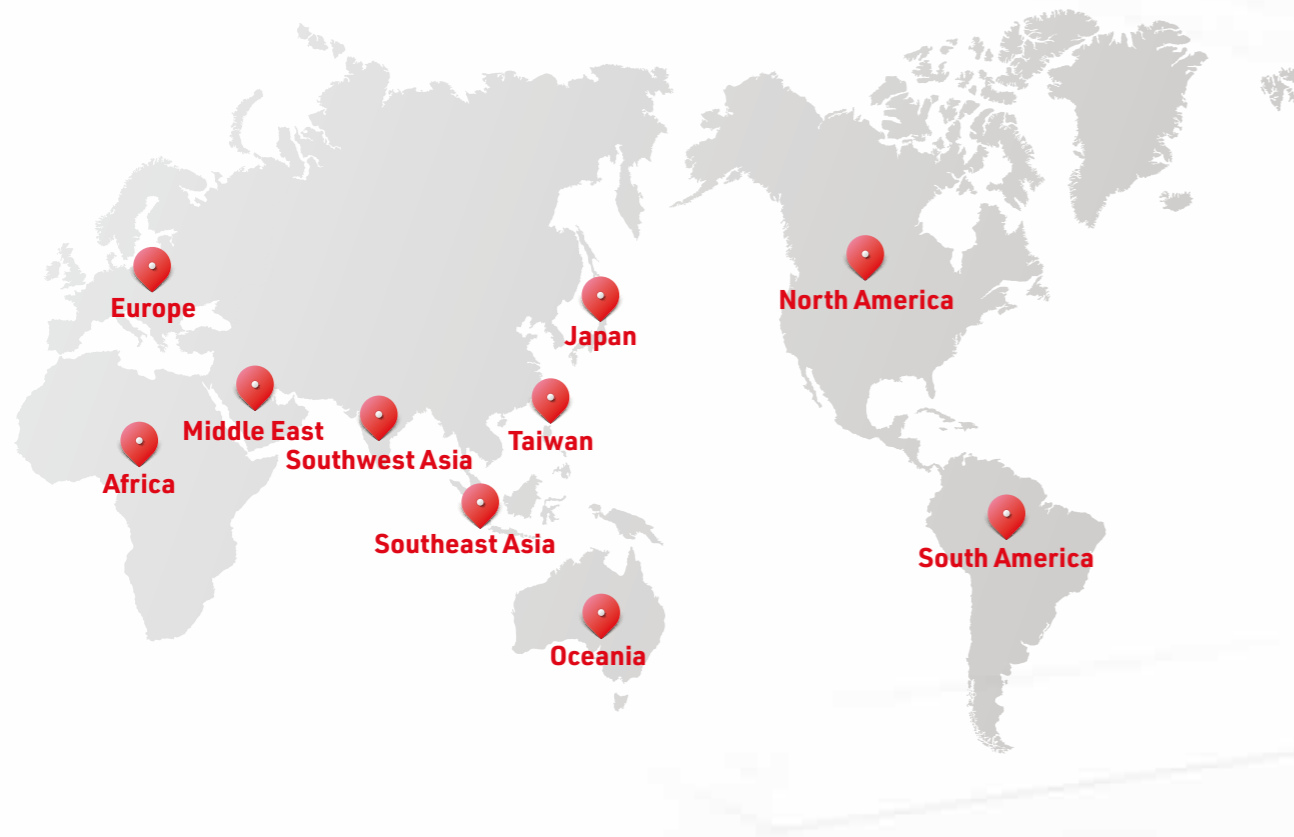 Europe
North America
Japan
Middle East
Taiwan
Southwest Asia
Africa
Southeast Asia
South America
Oceania